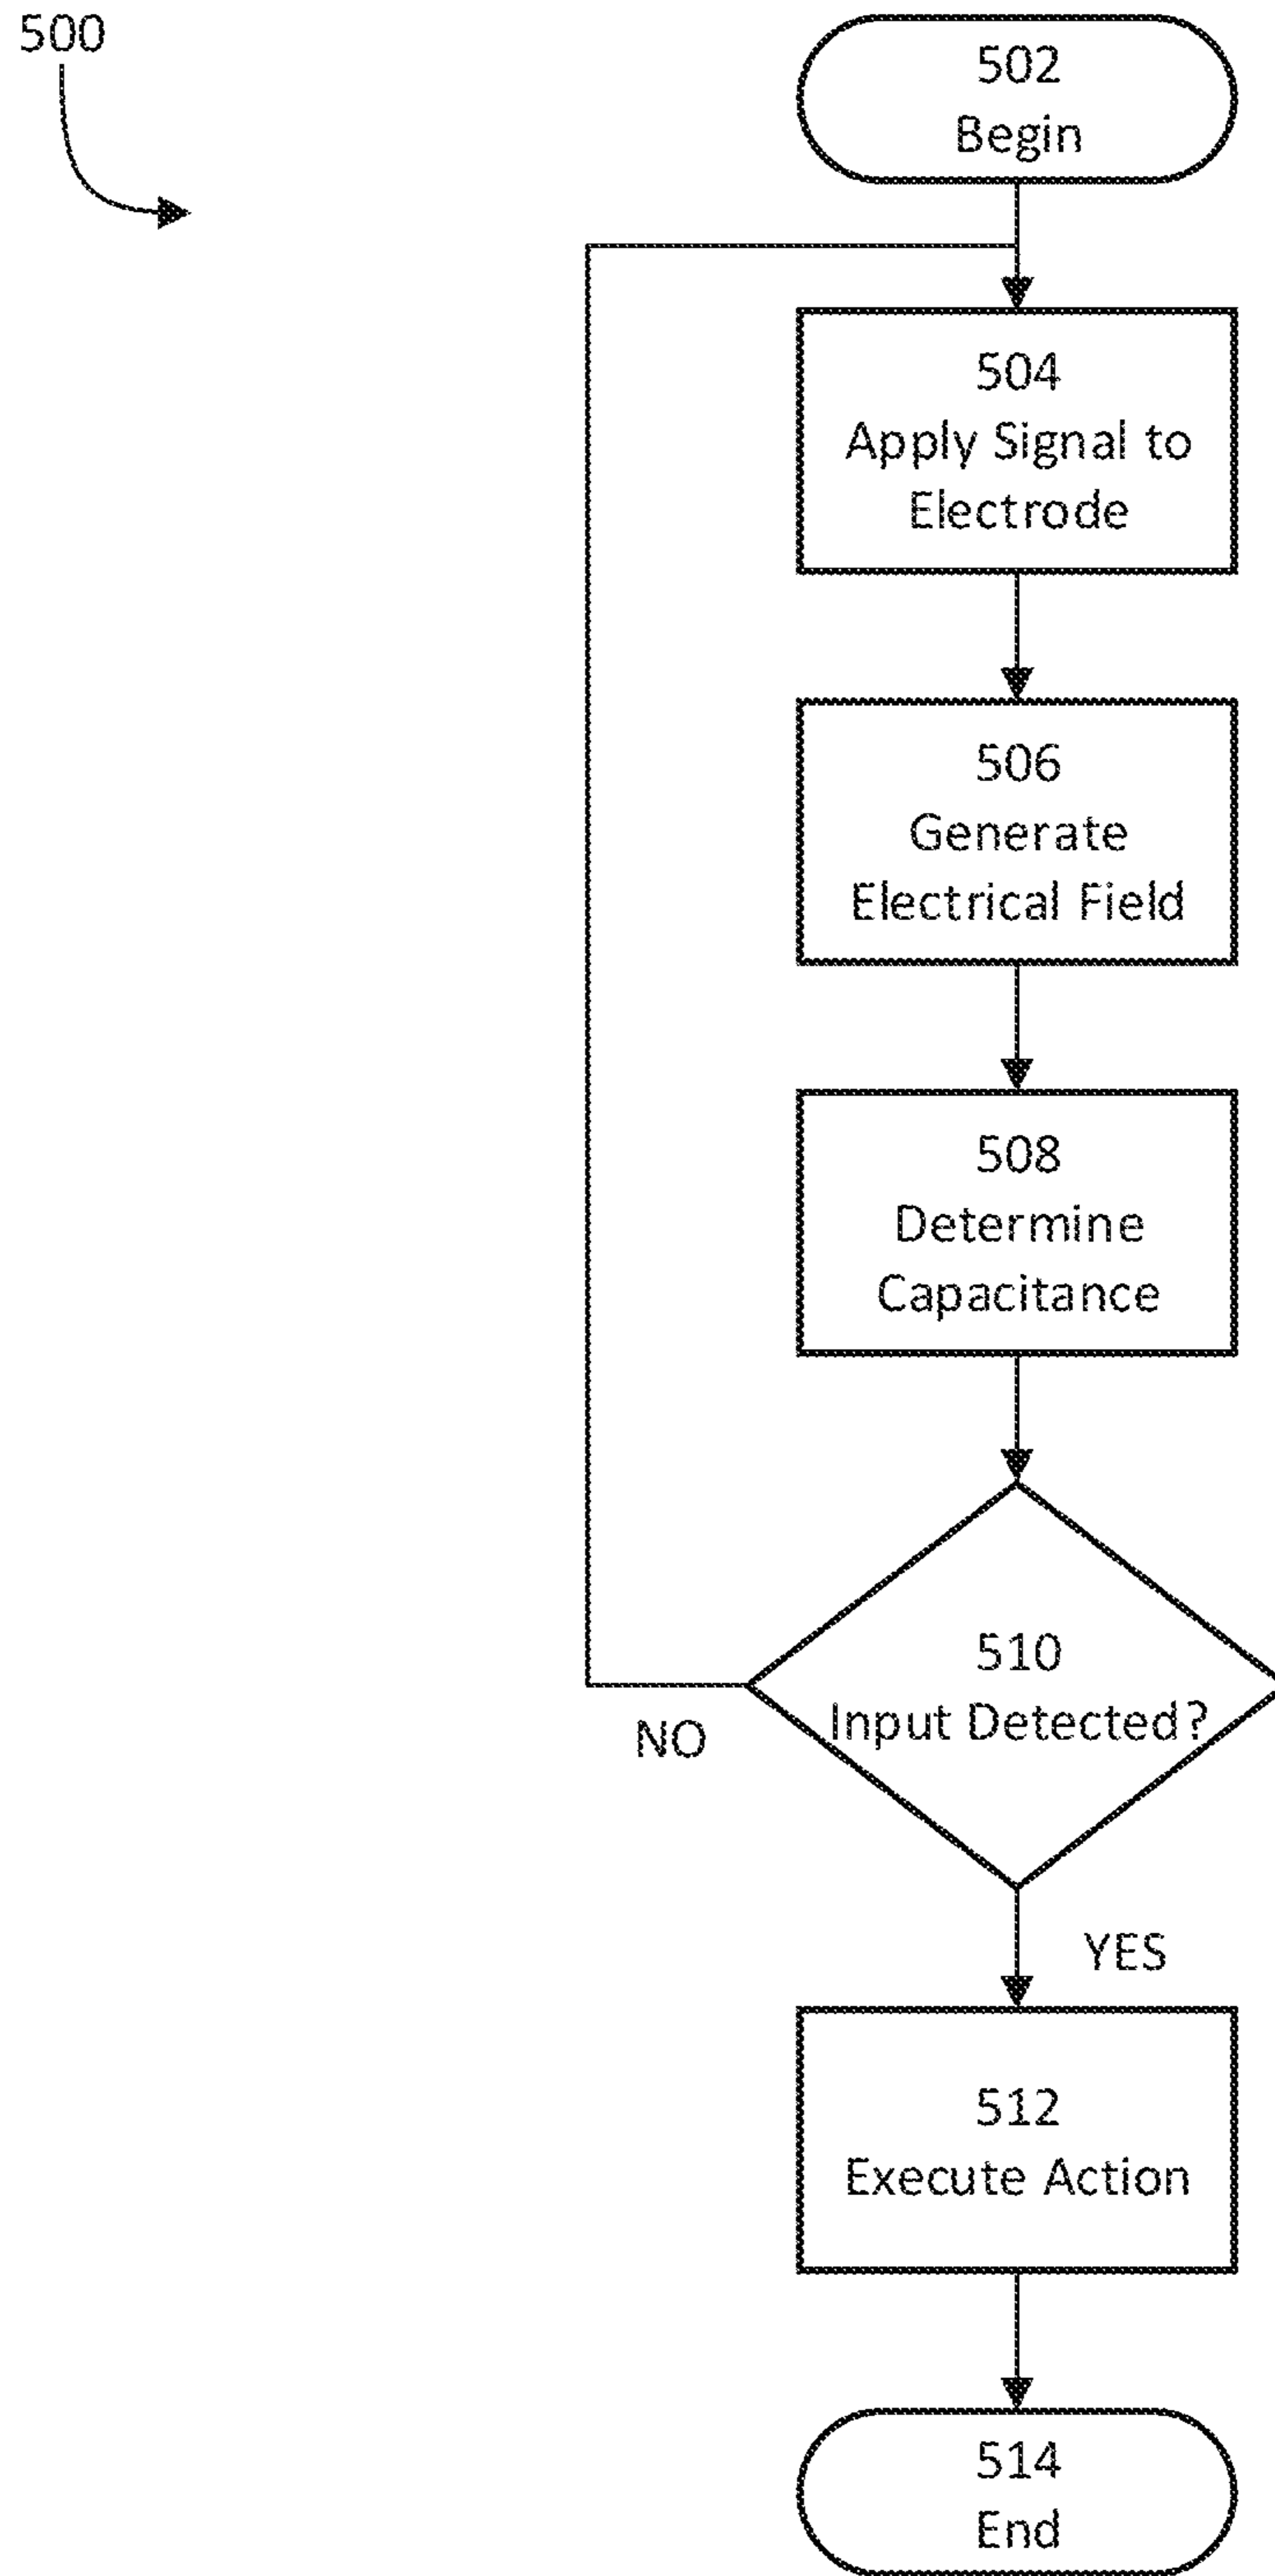 500
502
Begin
504
Apply Signal to
Electrode
506
Generate
Electrical Field
508
Determine
Capacitance
510
Input Detected?
NO
YES
512
Execute Action
514
End